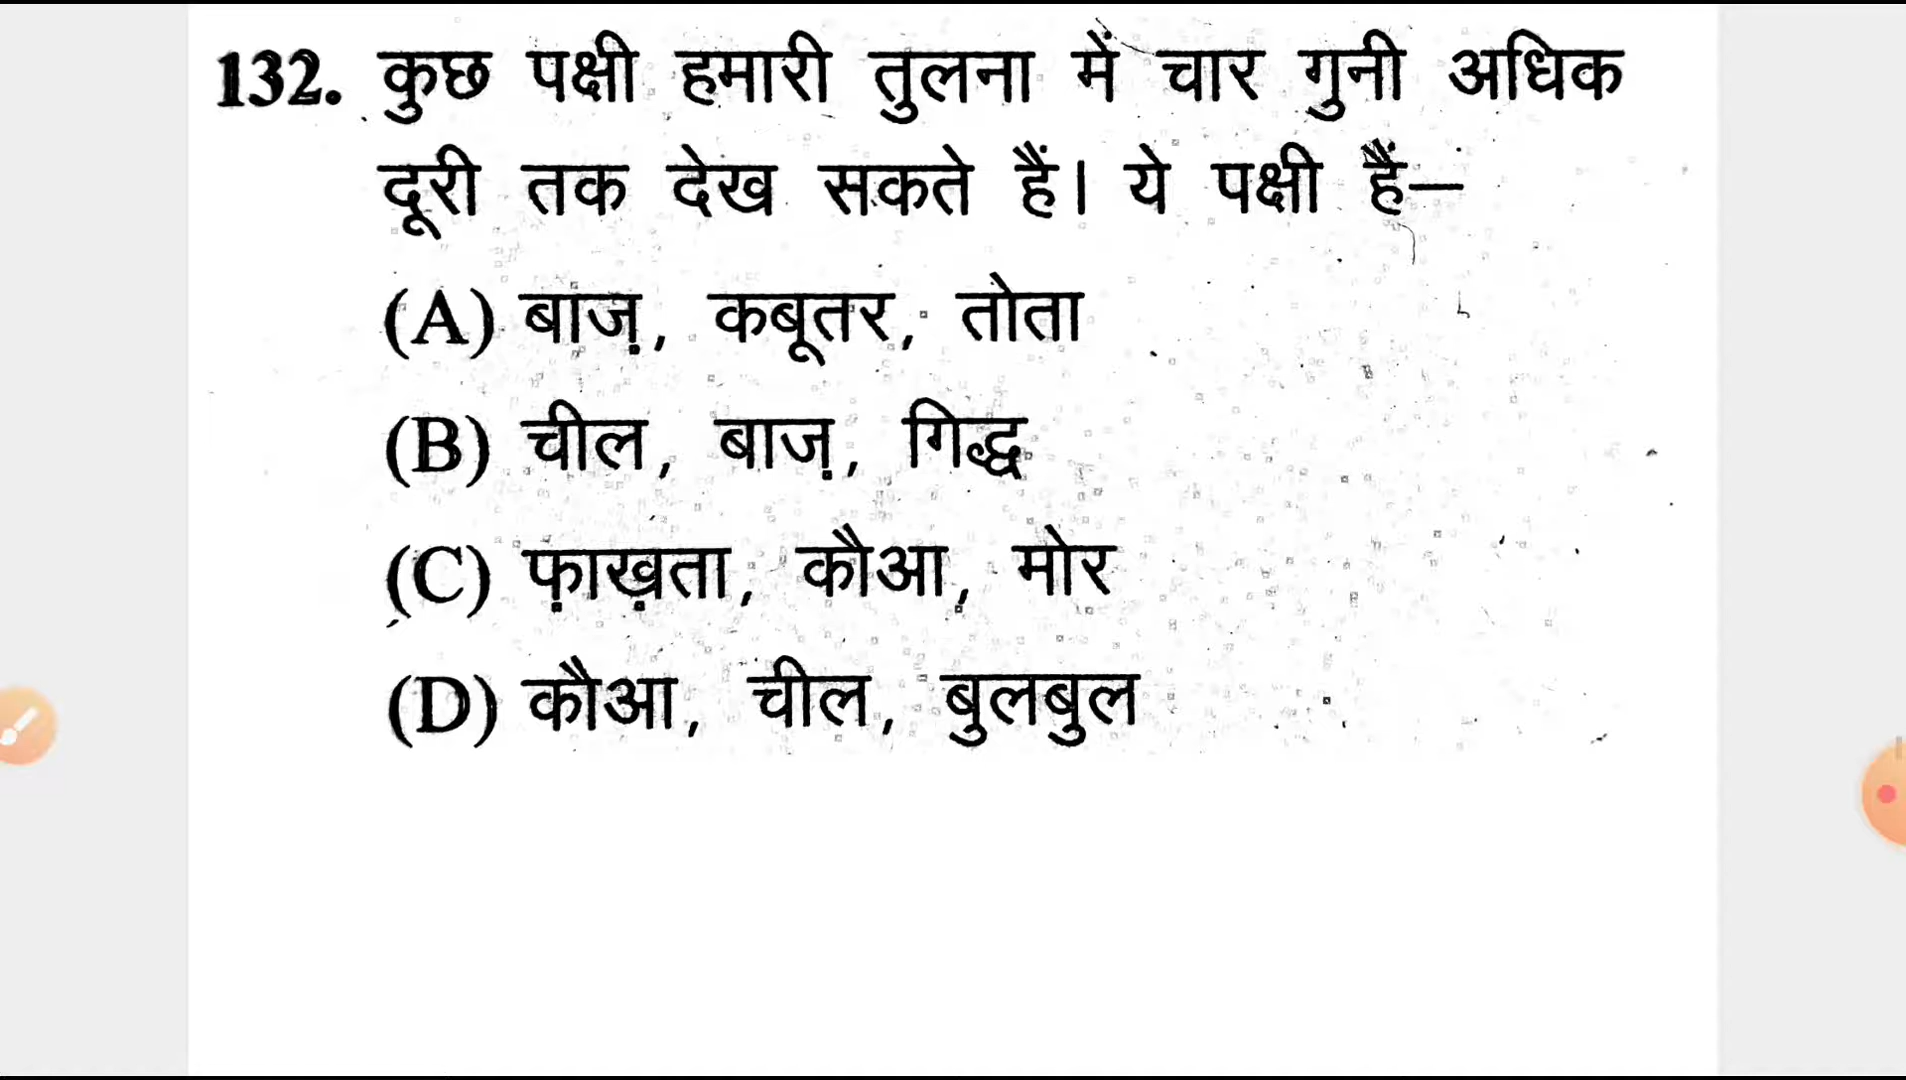 132. कुछ पक्षी हमारी तुलना में चार गुनी अधिक
दूरी तक देख सकते हैं। ये पक्षी हैं–
(A) बाज़, कबूतर, तोता
(B) चील, बाज़, गिद्ध
(C) फ़ाख़ता, कौआ, मोर
(D) कौआ, चील, बुलबुल